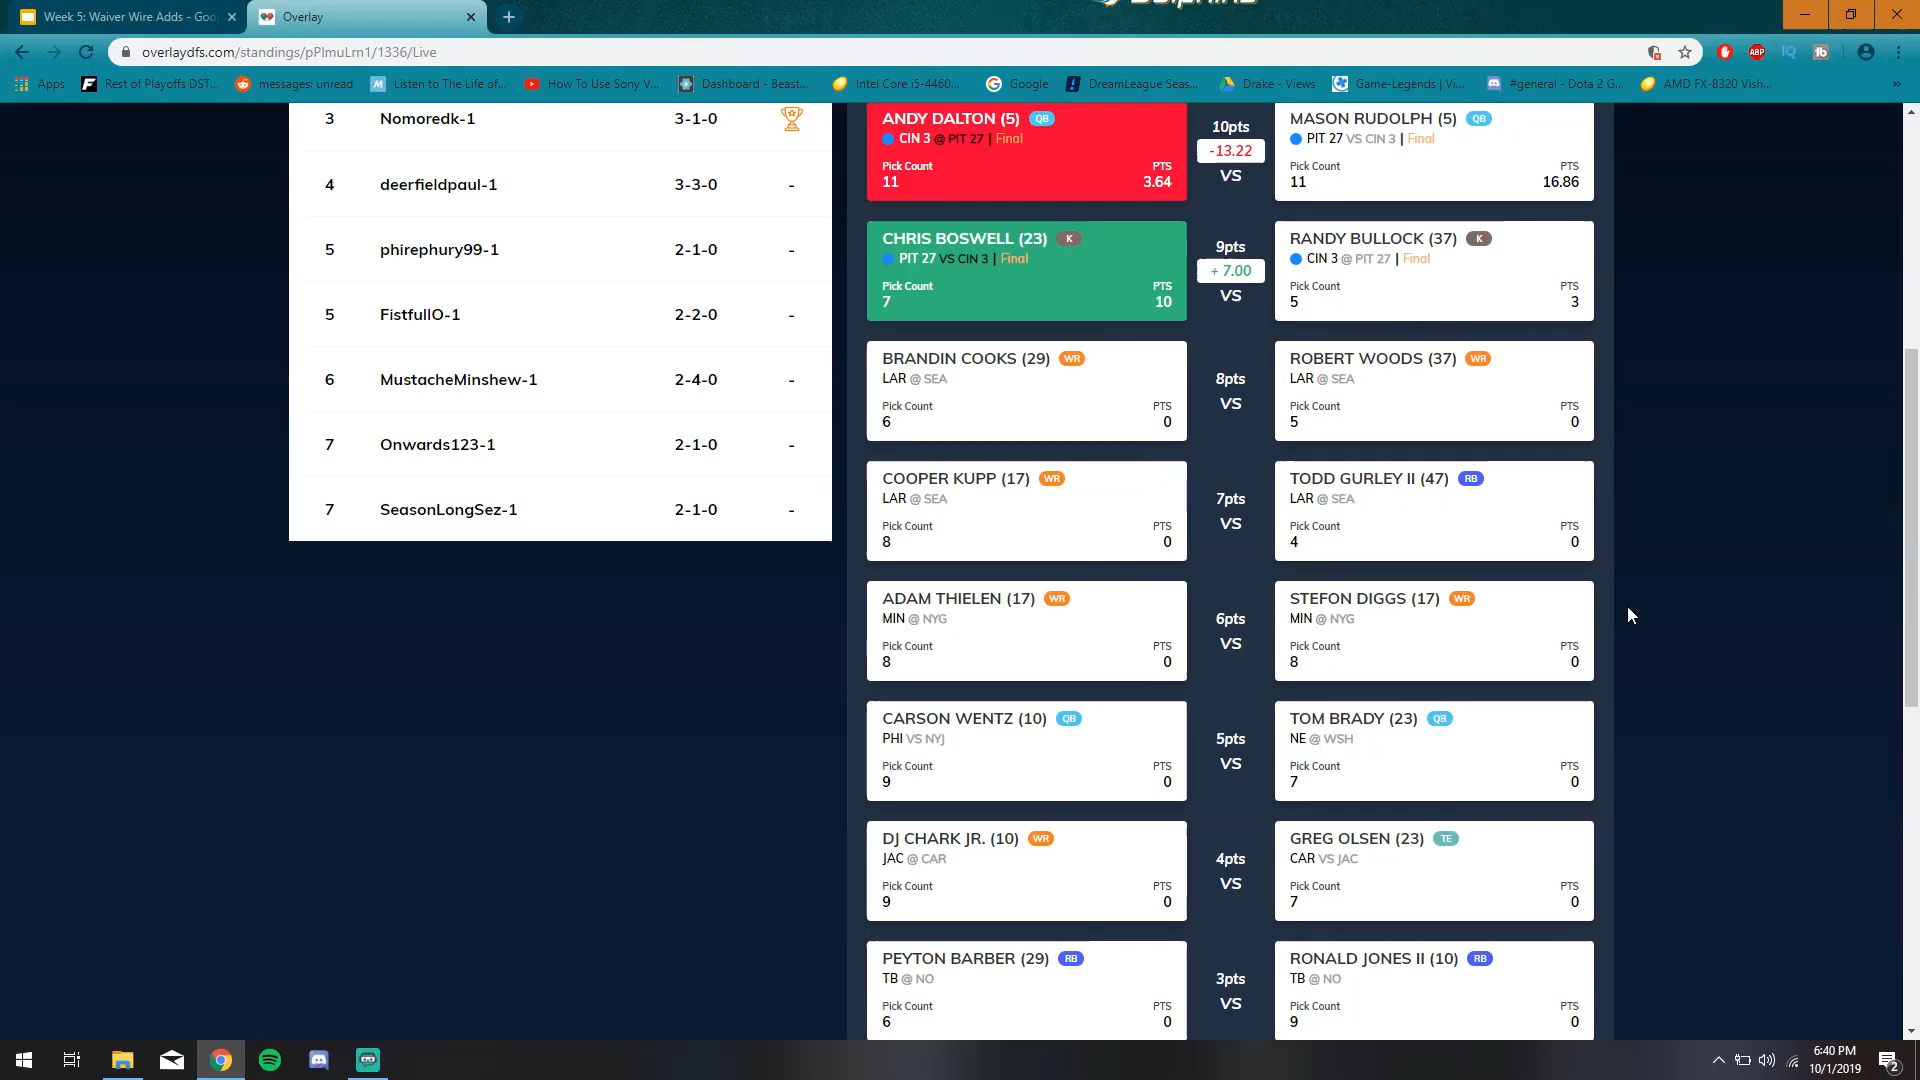 Week 5: Waiver Wire Adds - Goo
Overlay
overlaydfs.com/standings/pPlmuLrn1/1336/Live
Apps
Rest of Playoffs DST...
messages: unread
Listen to The Life of...
How To Use Sony V...
Dashboard - Beast...
Intel Core i5-4460...
Google
DreamLeague Seas...
Drake - Views
Game-Legends | Vi...
#general - Dota 2 G...
AMD FX-8320 Vish...
3 Nomoredk-1 3-1-0
4 deerfieldpaul-1 3-3-0 -
5 phirephury99-1 2-1-0 -
5 FistfullO-1 2-2-0 -
6 MustacheMinshew-1 2-4-0 -
7 Onwards123-1 2-1-0 -
7 SeasonLongSez-1 2-1-0 -
ANDY DALTON (5) QB
CIN 3 @ PIT 27 | Final
Pick Count PTS
11 3.64
10pts
-13.22
VS
MASON RUDOLPH (5) QB
PIT 27 VS CIN 3 | Final
Pick Count PTS
11 16.86
CHRIS BOSWELL (23) K
PIT 27 VS CIN 3 | Final
Pick Count PTS
7 10
9pts
+ 7.00
VS
RANDY BULLOCK (37) K
CIN 3 @ PIT 27 | Final
Pick Count PTS
5 3
BRANDIN COOKS (29) WR
LAR @ SEA
Pick Count PTS
6 0
8pts
VS
ROBERT WOODS (37) WR
LAR @ SEA
Pick Count PTS
5 0
COOPER KUPP (17) WR
LAR @ SEA
Pick Count PTS
8 0
7pts
VS
TODD GURLEY II (47) RB
LAR @ SEA
Pick Count PTS
4 0
ADAM THIELEN (17) WR
MIN @ NYG
Pick Count PTS
8 0
6pts
VS
STEFON DIGGS (17) WR
MIN @ NYG
Pick Count PTS
8 0
CARSON WENTZ (10) QB
PHI VS NYJ
Pick Count PTS
9 0
5pts
VS
TOM BRADY (23) QB
NE @ WSH
Pick Count PTS
7 0
DJ CHARK JR. (10) WR
JAC @ CAR
Pick Count PTS
9 0
4pts
VS
GREG OLSEN (23) TE
CAR VS JAC
Pick Count PTS
7 0
PEYTON BARBER (29) RB
TB @ NO
Pick Count PTS
6 0
3pts
VS
RONALD JONES II (10) RB
TB @ NO
Pick Count PTS
9 0
6:40 PM
10/1/2019
2